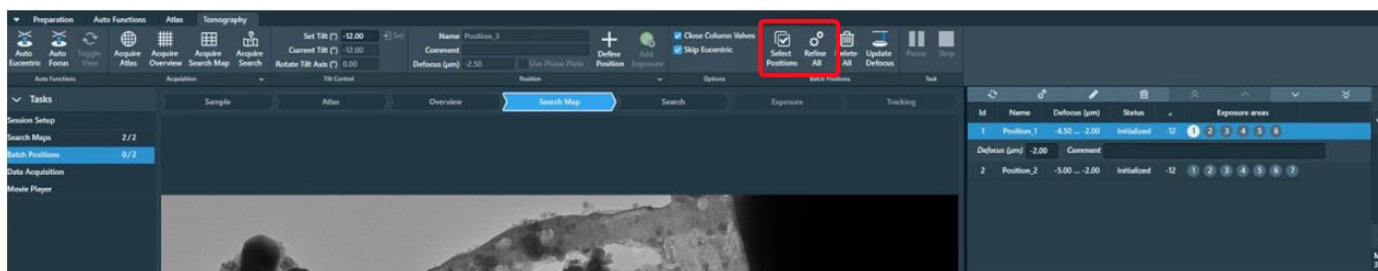 Preparation Auto Functions Atlas Tomography
Auto Eucentric Auto Focus Toggle View Acquire Atlas Acquire Overview Acquire Search Map Acquire Search
Set Tilt (°) -12.00 Set
Current Tilt (°) -12.00
Rotate Tilt Axis (°) 0.00
Name Position_3
Comment
Defocus (µm) -2.50 Use Phase Plate
Define Position Add Exposure
Close Column Valves
Skip Eucentric
Select Positions Refine All Delete All Update Defocus Pause Stop
Auto Functions Acquisition Tilt Control Position Options Batch Positions Task
Tasks
Session Setup
Search Maps 2/2
Batch Positions 0/2
Data Acquisition
Movie Player
Sample Atlas Overview Search Map Search Exposure Tracking
Id Name Defocus (µm) Status Exposure areas
1 Position_1 -4.50 ... -2.00 Initialized -12 1 2 3 4 5 6
Defocus (µm) -2.00 Comment
2 Position_2 -5.00 ... -2.00 Initialized -12 1 2 3 4 5 6 7